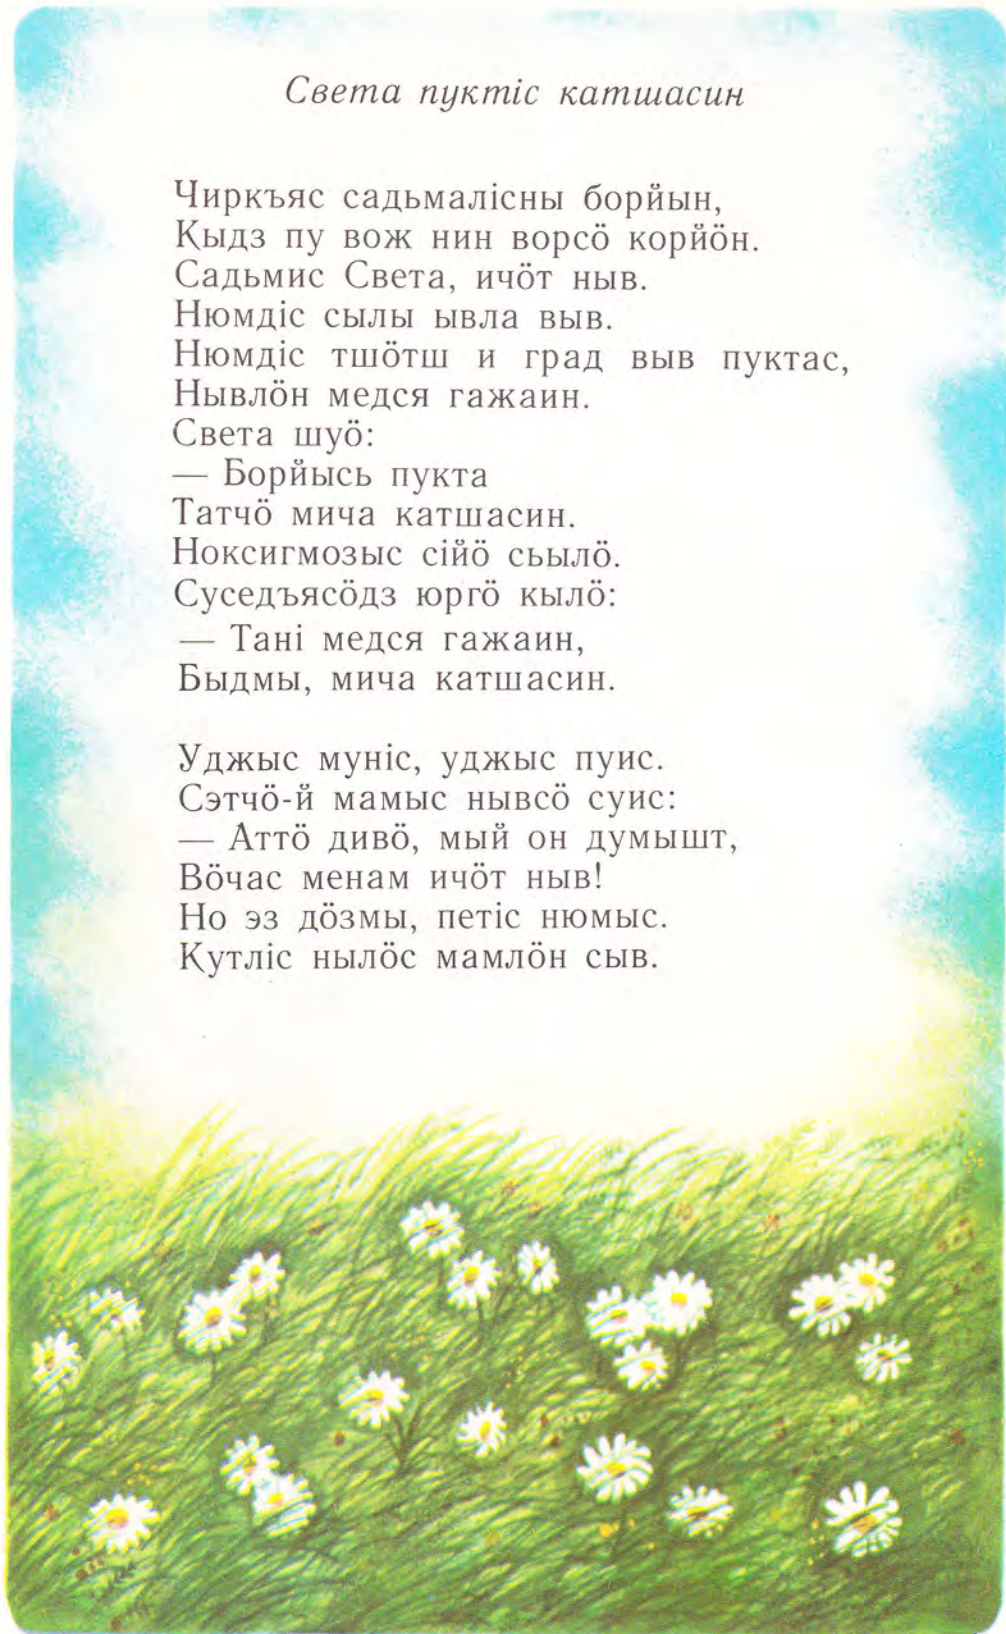 Света пуктіс катшасин
Чиркъяс садьмалісны борйын,
Кыдз пу вож нин ворсӧ корйӧн.
Садьмис Света, ичӧт ныв.
Нюмдіс сылы ывла выв.
Нюмдіс тшӧтш и град выв пуктас,
Нывлӧн медся гажаин.
Света шуӧ:
— Борйысь пукта
Татчӧ мича катшасин.
Ноксигмозыс сійӧ сьылӧ.
Суседъясӧдз юргӧ кылӧ:
— Тані медся гажаин,
Быдмы, мича катшасин.
Уджыс муніс, уджыс пуис.
Сэтчӧ-й мамыс нывсӧ суис:
— Аттӧ дивӧ, мый он думышт,
Вӧчас менам ичӧт ныв!
Но эз дӧзмы, петіс нюмыс.
Кутліс нылӧс мамлӧн сыв.